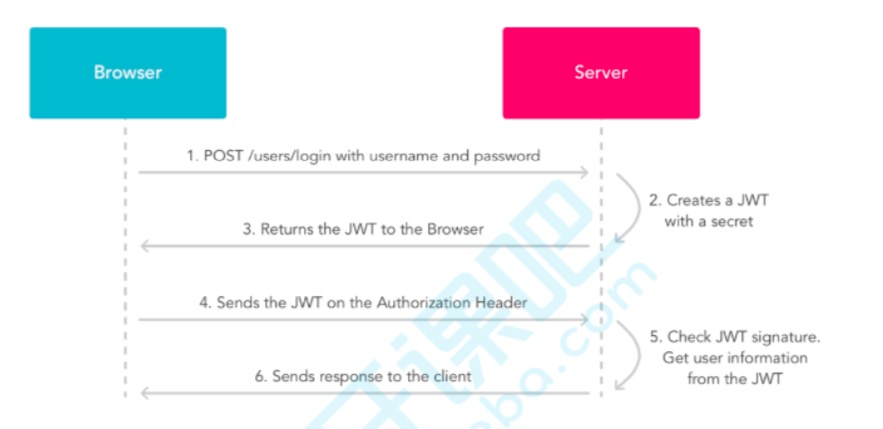 Browser
Server
1. POST /users/login with username and password
2. Creates a JWT
with a secret
3. Returns the JWT to the Browser
4. Sends the JWT on the Authorization Header
5. Check JWT signature.
Get user information
from the JWT
6. Sends response to the client
课吧
ba.com